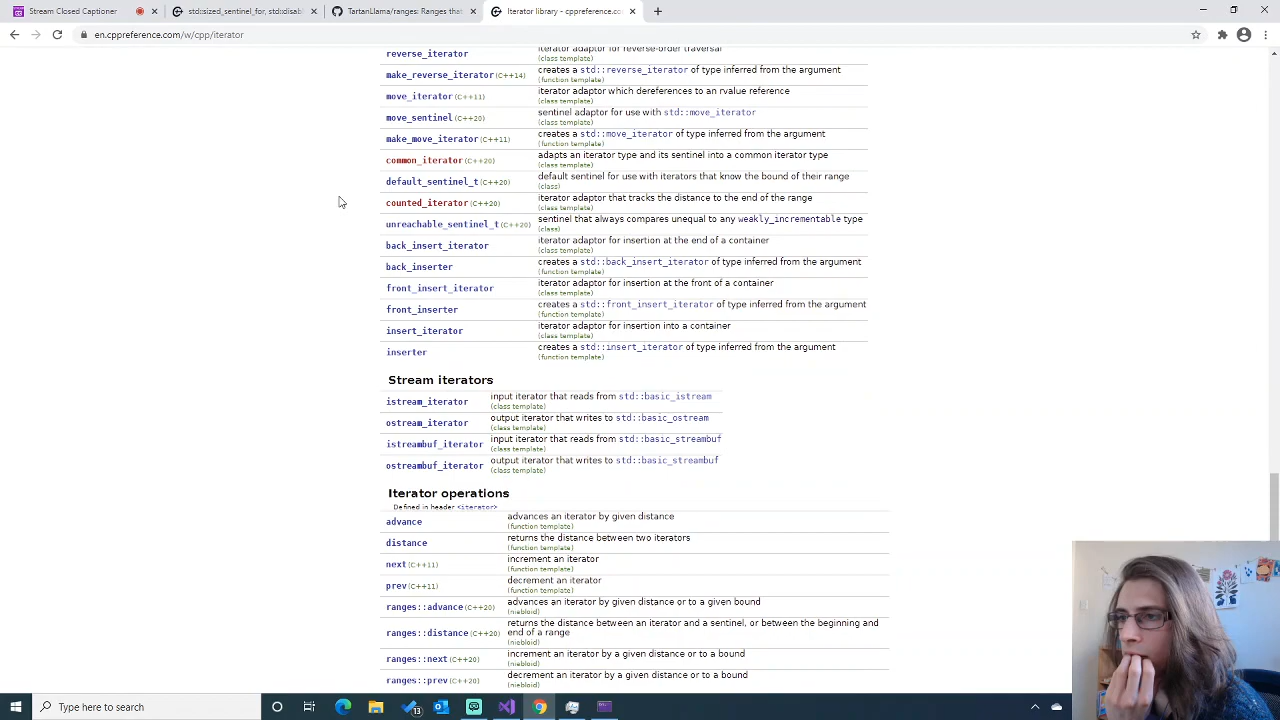 Stream Closed Captioner
std::sized_sentinel_for, std::disab
TartanLlama/ranges: Ranges that
Iterator library - cppreference.com
en.cppreference.com/w/cpp/iterator
reverse_iterator iterator adaptor for reverse-order traversal
(class template)
make_reverse_iterator(C++14) creates a std::reverse_iterator of type inferred from the argument
(function template)
move_iterator(C++11) iterator adaptor which dereferences to an rvalue reference
(class template)
move_sentinel(C++20) sentinel adaptor for use with std::move_iterator
(class template)
make_move_iterator(C++11) creates a std::move_iterator of type inferred from the argument
(function template)
common_iterator(C++20) adapts an iterator type and its sentinel into a common iterator type
(class template)
default_sentinel_t(C++20) default sentinel for use with iterators that know the bound of their range
(class)
counted_iterator(C++20) iterator adaptor that tracks the distance to the end of the range
(class template)
unreachable_sentinel_t(C++20) sentinel that always compares unequal to any weakly_incrementable type
(class)
back_insert_iterator iterator adaptor for insertion at the end of a container
(class template)
back_inserter creates a std::back_insert_iterator of type inferred from the argument
(function template)
front_insert_iterator iterator adaptor for insertion at the front of a container
(class template)
front_inserter creates a std::front_insert_iterator of type inferred from the argument
(function template)
insert_iterator iterator adaptor for insertion into a container
(class template)
inserter creates a std::insert_iterator of type inferred from the argument
(function template)
Stream iterators
istream_iterator input iterator that reads from std::basic_istream
(class template)
ostream_iterator output iterator that writes to std::basic_ostream
(class template)
istreambuf_iterator input iterator that reads from std::basic_streambuf
(class template)
ostreambuf_iterator output iterator that writes to std::basic_streambuf
(class template)
Iterator operations
Defined in header <iterator>
advance advances an iterator by given distance
(function template)
distance returns the distance between two iterators
(function template)
next(C++11) increment an iterator
(function template)
prev(C++11) decrement an iterator
(function template)
ranges::advance(C++20) advances an iterator by given distance or to a given bound
(niebloid)
ranges::distance(C++20) returns the distance between an iterator and a sentinel, or between the beginning and
end of a range
(niebloid)
ranges::next(C++20) increment an iterator by a given distance or to a bound
(niebloid)
ranges::prev(C++20) decrement an iterator by a given distance or to a bound
(niebloid)
Type here to search
13